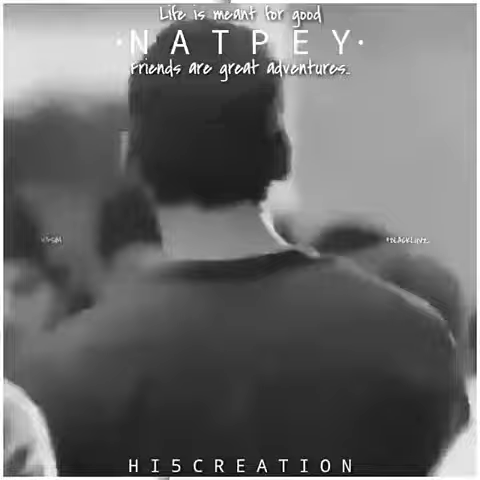 Life is meant for good
·NATPEY·
Friends are great adventures..
HI5CREATION